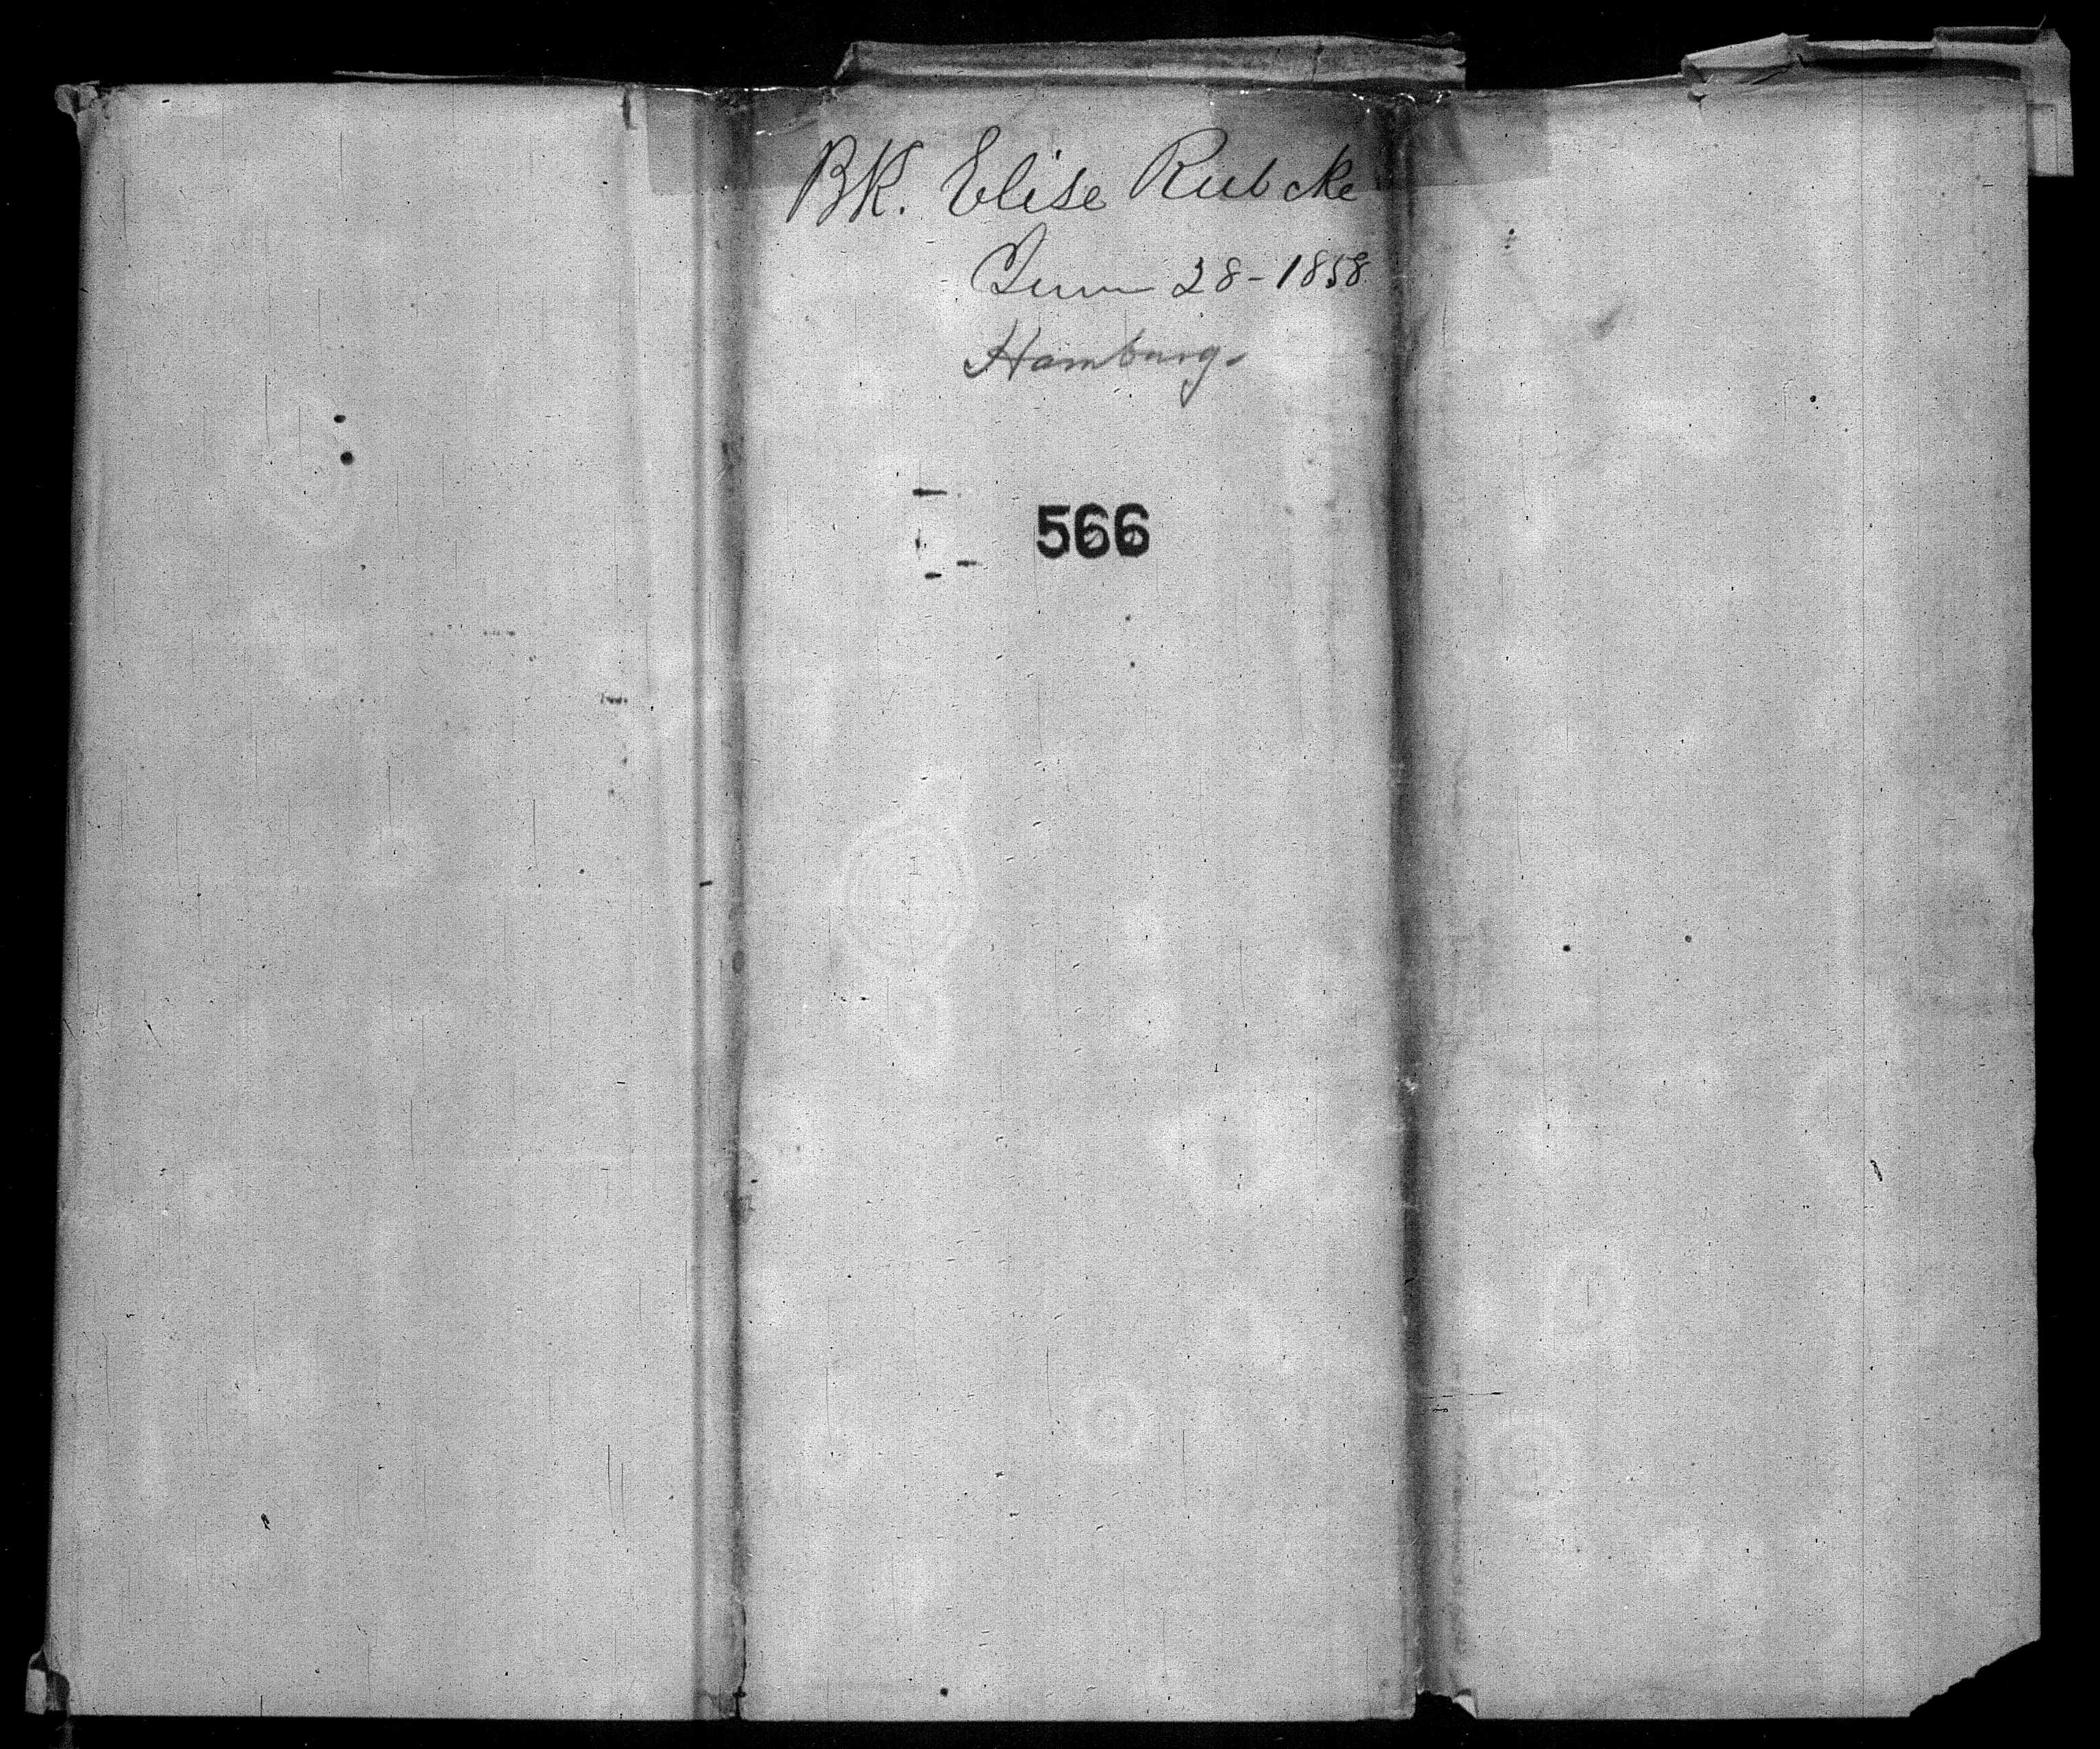 BK. Elise Rubcke
June 28-1858
Hamburg.
566